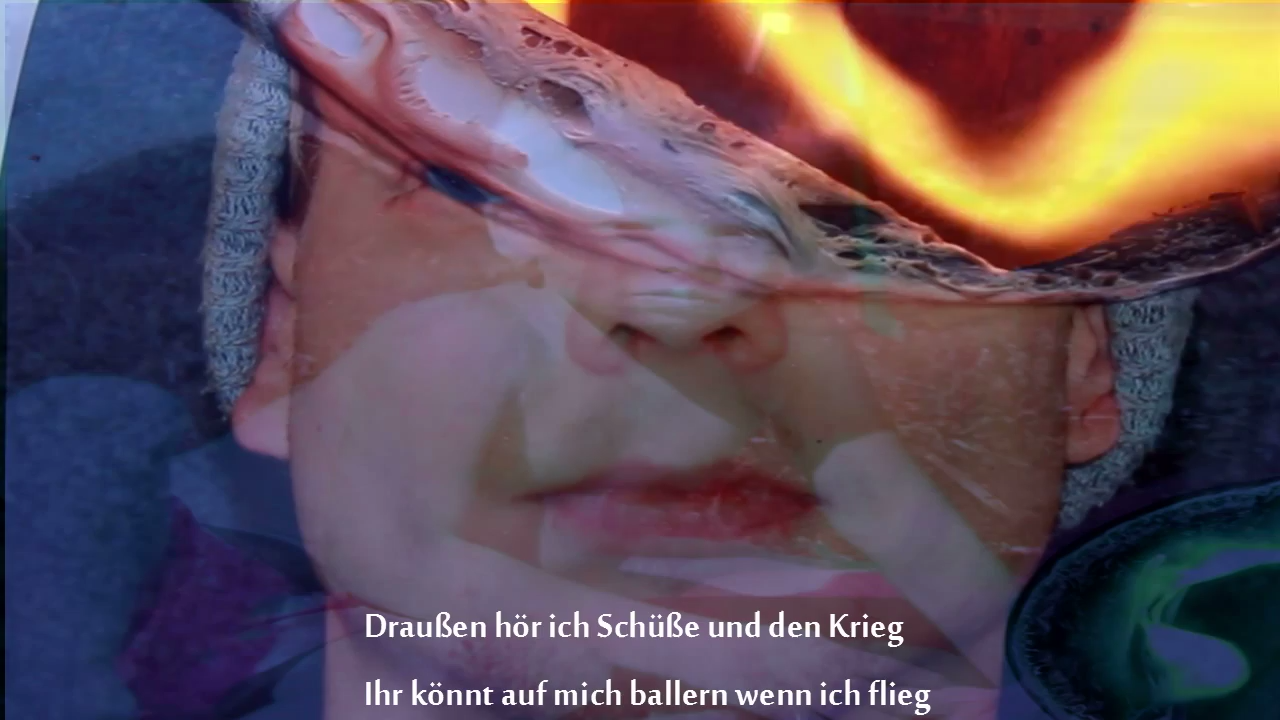 Draußen hör ich Schüße und den Krieg
Ihr könnt auf mich ballern wenn ich flieg